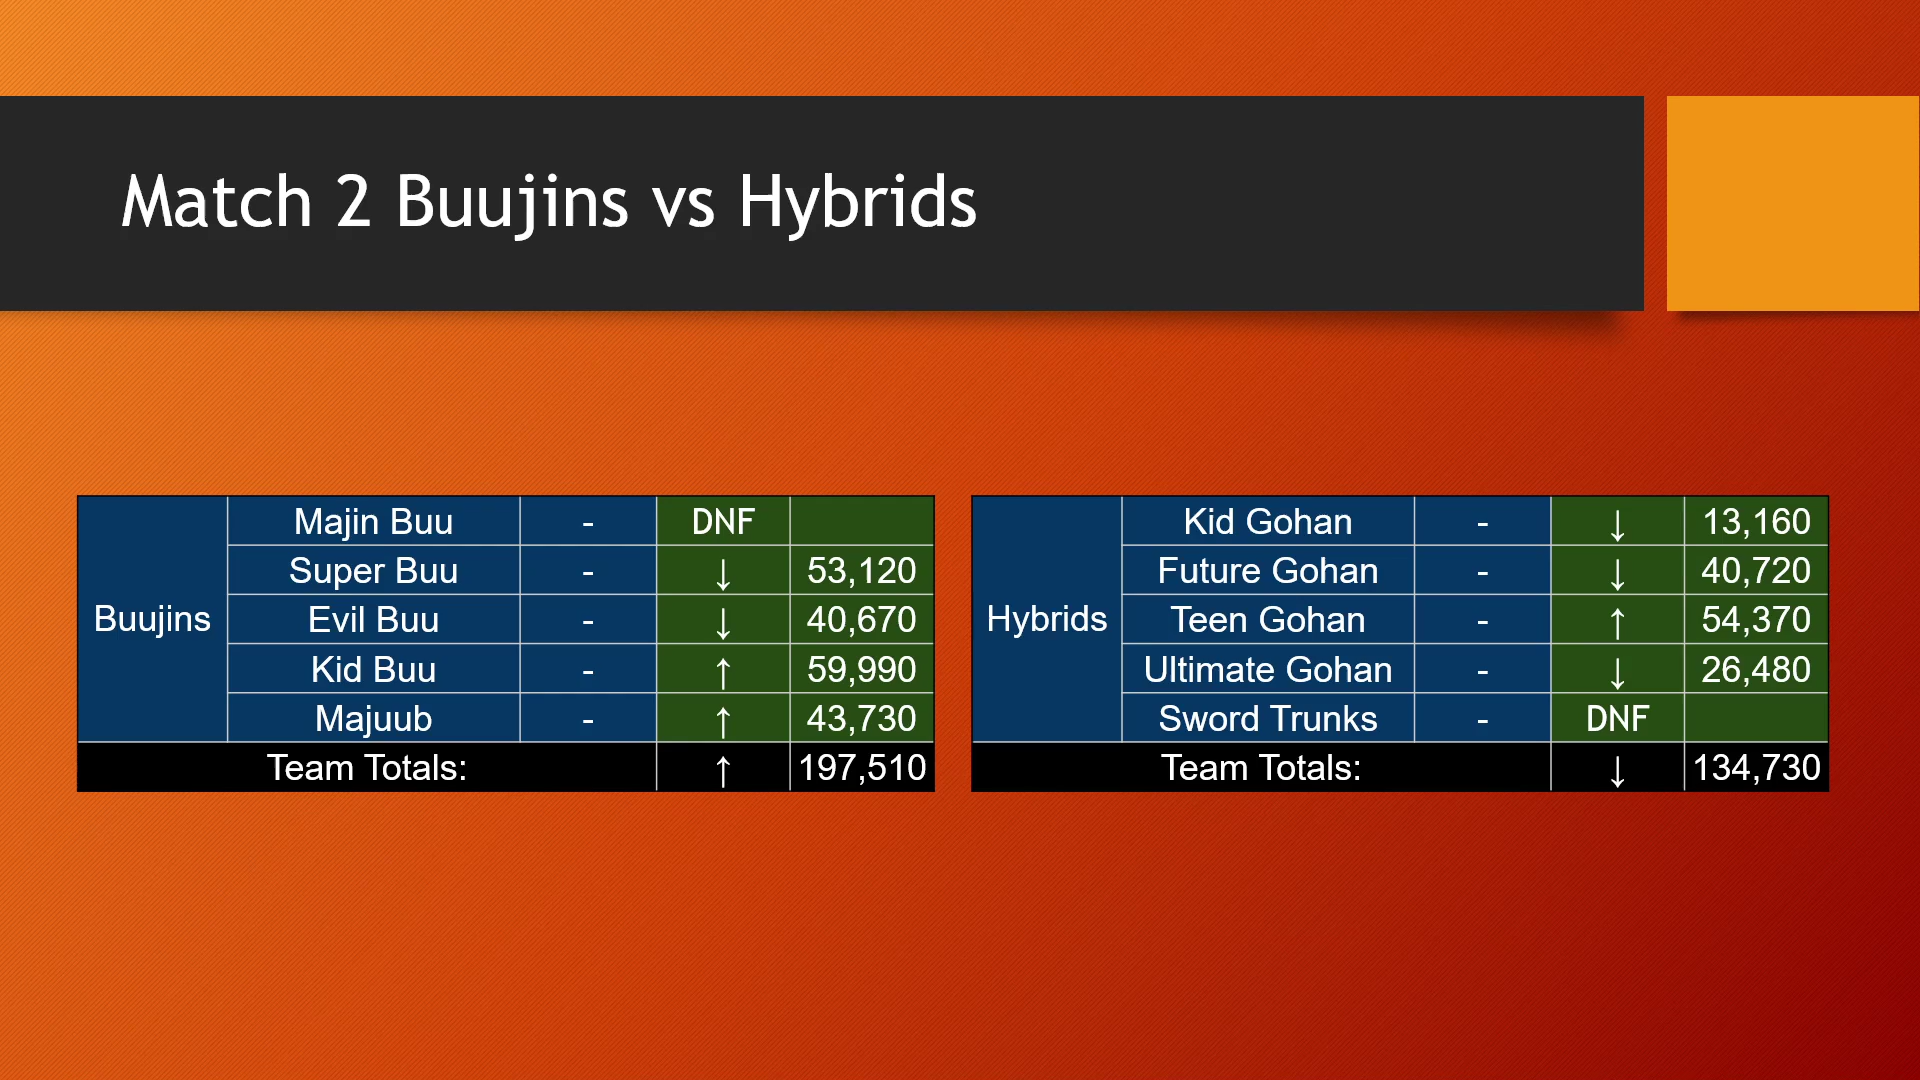 Match 2 Buujins vs Hybrids
Buujins
Majin Buu - DNF
Super Buu - ↓ 53,120
Evil Buu - ↓ 40,670
Kid Buu - ↑ 59,990
Majuub - ↑ 43,730
Team Totals: ↑ 197,510
Hybrids
Kid Gohan - ↓ 13,160
Future Gohan - ↓ 40,720
Teen Gohan - ↑ 54,370
Ultimate Gohan - ↓ 26,480
Sword Trunks - DNF
Team Totals: ↓ 134,730